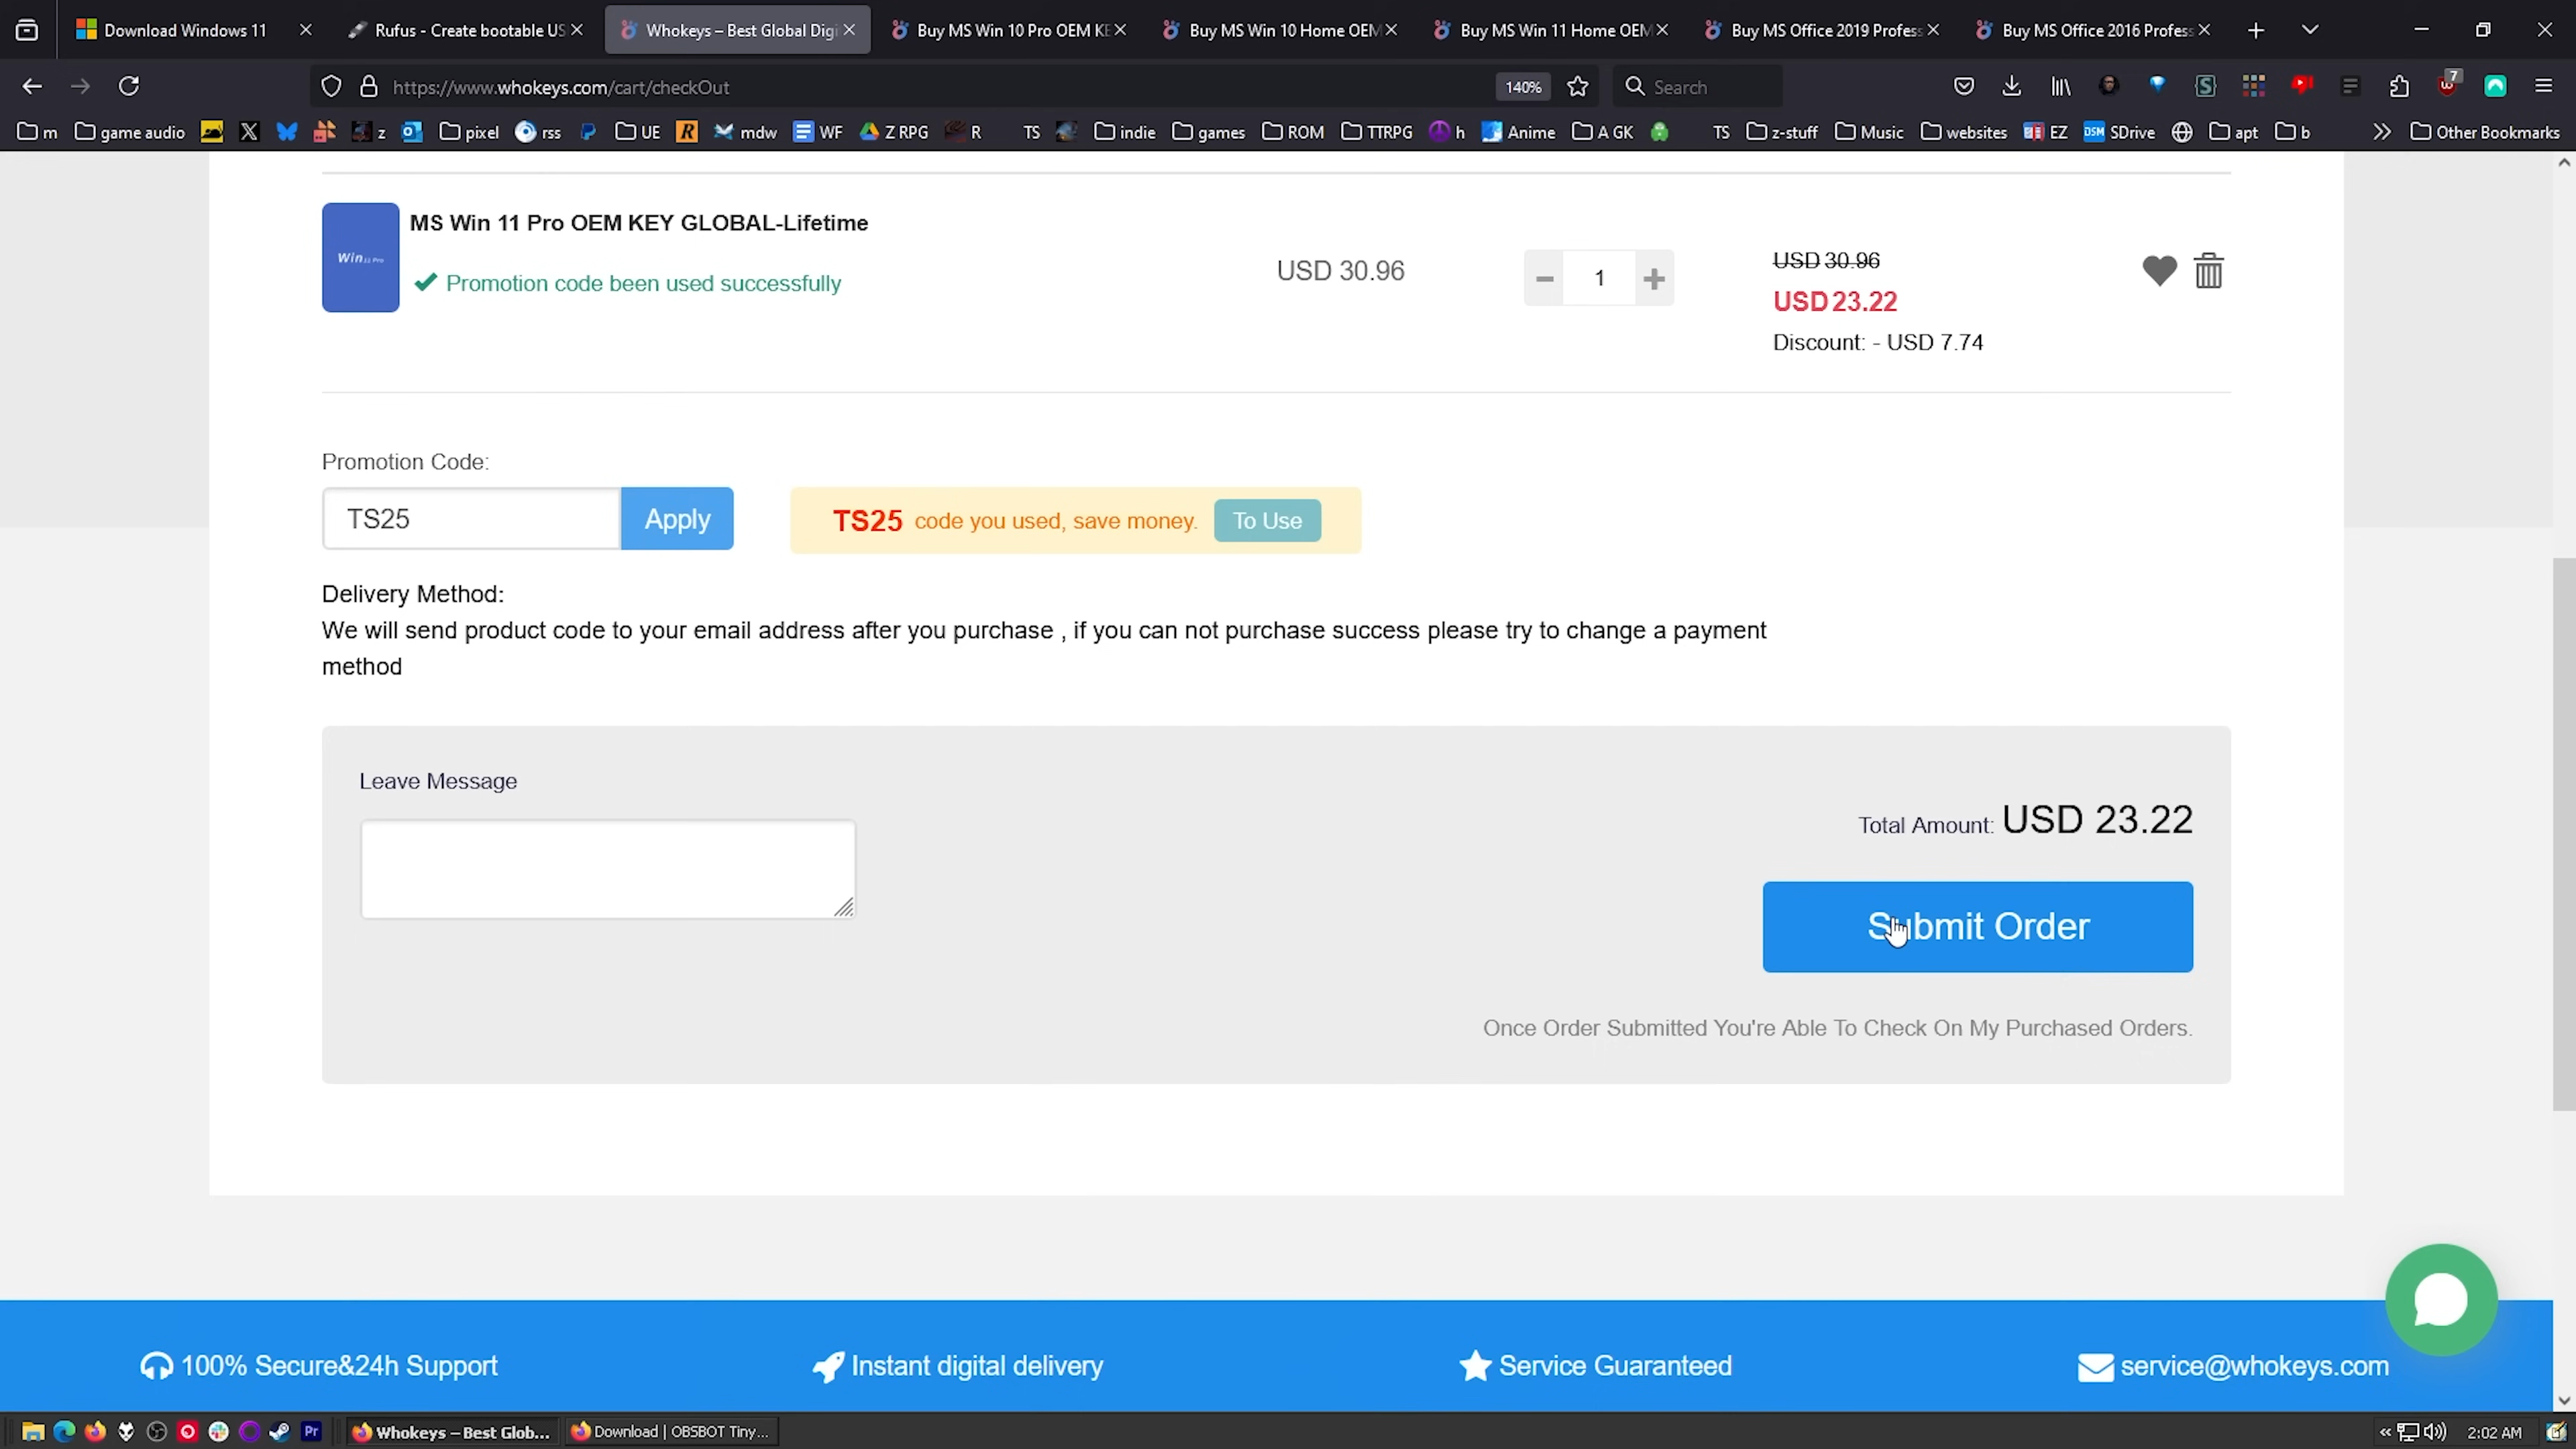 Download Windows 11
Rufus - Create bootable US
Whokeys – Best Global Digi
Buy MS Win 10 Pro OEM KE
Buy MS Win 10 Home OEM
Buy MS Win 11 Home OEM
Buy MS Office 2019 Profess
Buy MS Office 2016 Profess
https://www.whokeys.com/cart/checkOut
140%
Search
7
m
game audio
z
pixel
rss
UE
mdw
WF
Z RPG
R
TS
indie
games
ROM
TTRPG
h
Anime
A GK
TS
z-stuff
Music
websites
EZ
DSM
SDrive
apt
b
Other Bookmarks
Win 11 Pro
MS Win 11 Pro OEM KEY GLOBAL-Lifetime
Promotion code been used successfully
USD 30.96
1
USD 30.96
USD 23.22
Discount: - USD 7.74
Promotion Code:
TS25
Apply
TS25 code you used, save money.
To Use
Delivery Method:
We will send product code to your email address after you purchase , if you can not purchase success please try to change a payment
method
Leave Message
Total Amount: USD 23.22
Submit Order
Once Order Submitted You're Able To Check On My Purchased Orders.
100% Secure&24h Support
Instant digital delivery
Service Guaranteed
service@whokeys.com
Pr
Whokeys – Best Glob...
Download | OBSBOT Tiny...
2:02 AM